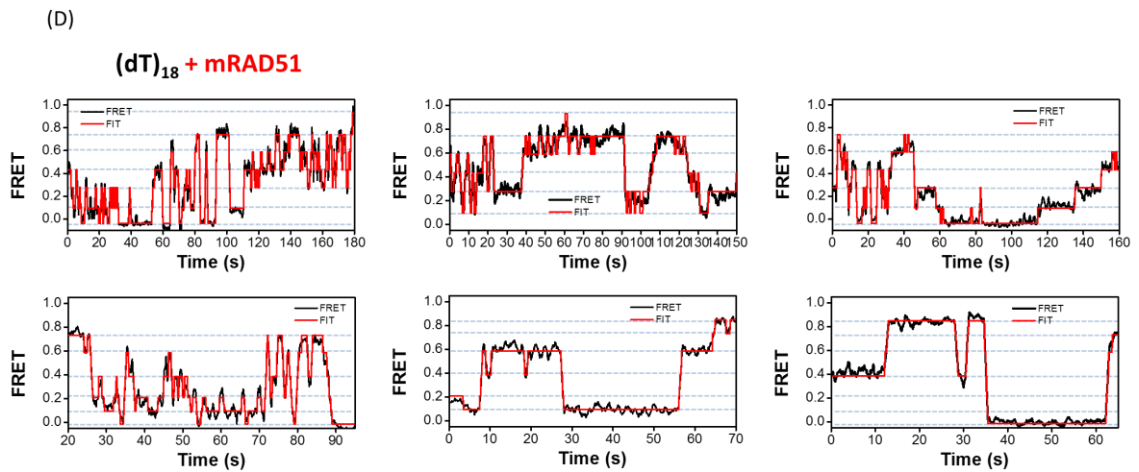 (D)
(dT)18 + mRAD51
FRET
1.0
0.8
0.6
0.4
0.2
0.0
FRET
FIT
0 20 40 60 80 100 120 140 160 180
Time (s)
FRET
1.0
0.8
0.6
0.4
0.2
0.0
FRET
FIT
0 10 20 30 40 50 60 70 80 90 100 110 120 130 140 150
Time (s)
FRET
1.0
0.8
0.6
0.4
0.2
0.0
FRET
FIT
0 20 40 60 80 100 120 140 160
Time (s)
FRET
1.0
0.8
0.6
0.4
0.2
0.0
FRET
FIT
20 30 40 50 60 70 80 90
Time (s)
FRET
1.0
0.8
0.6
0.4
0.2
0.0
FRET
FIT
0 10 20 30 40 50 60 70
Time (s)
FRET
1.0
0.8
0.6
0.4
0.2
0.0
FRET
FIT
0 10 20 30 40 50 60
Time (s)